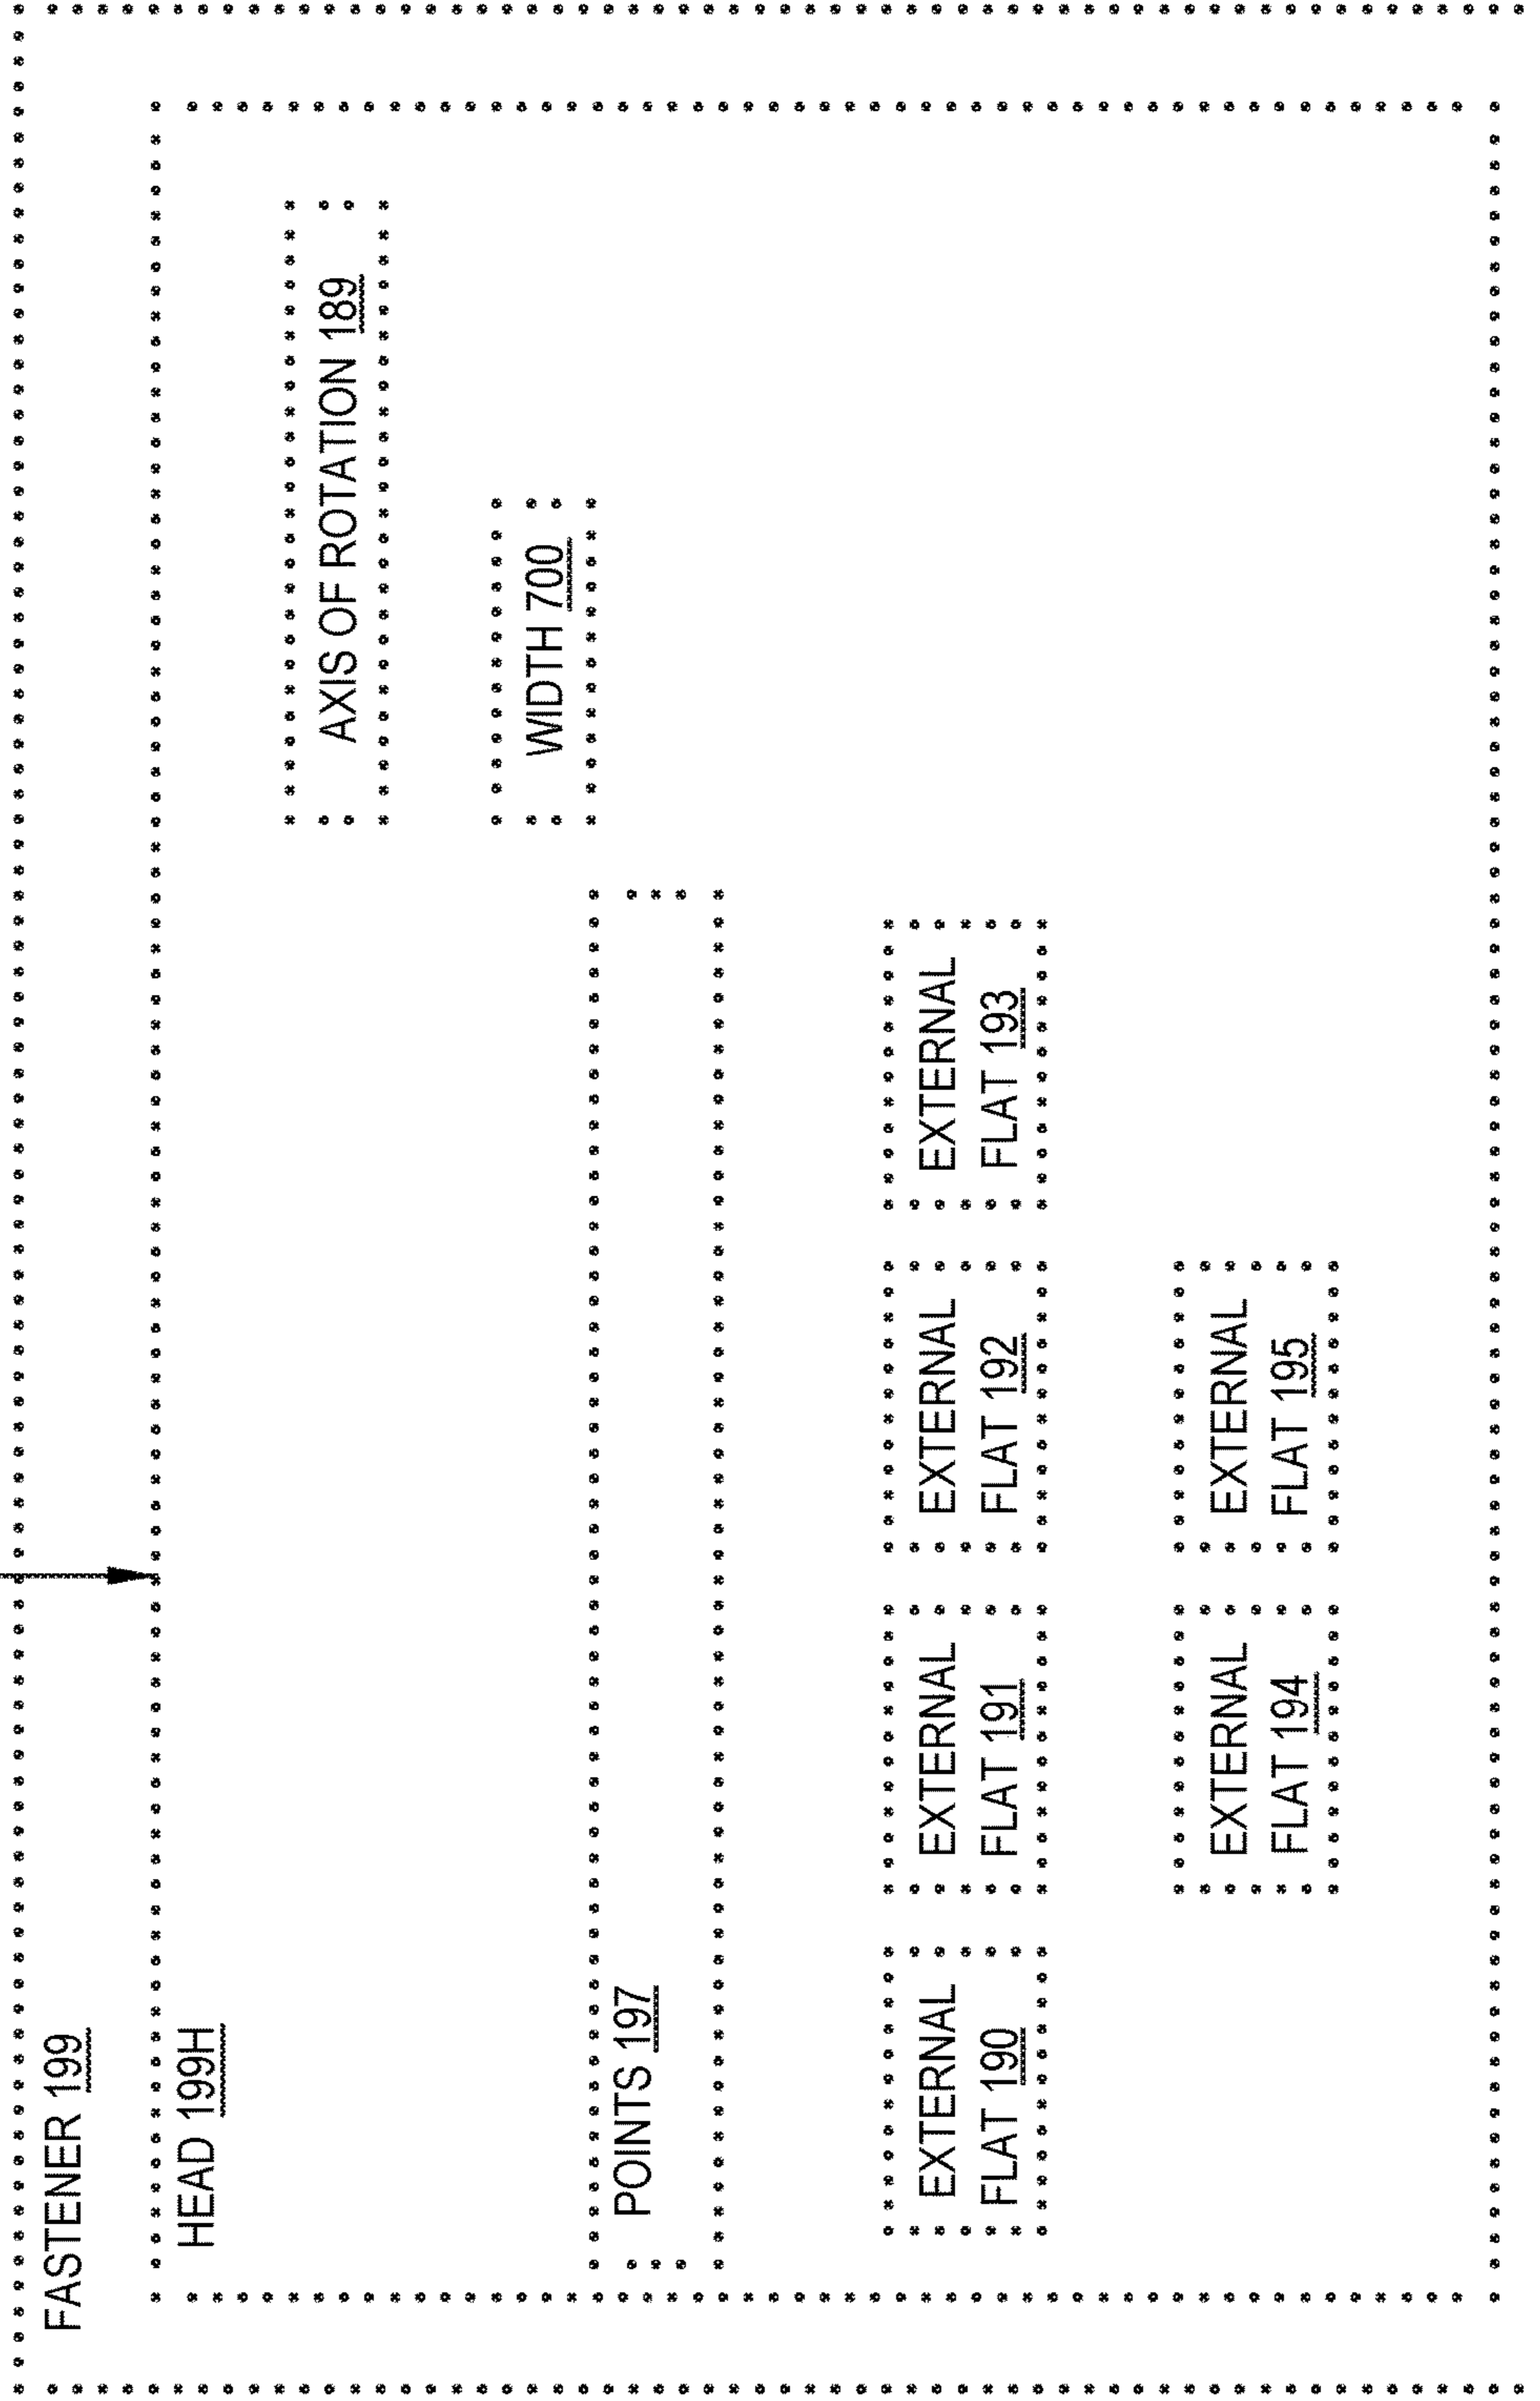 FASTENER 199
HEAD 199H
AXIS OF ROTATION 189
WIDTH 700
POINTS 197
EXTERNAL
FLAT 190
EXTERNAL
FLAT 191
EXTERNAL
FLAT 192
EXTERNAL
FLAT 193
EXTERNAL
FLAT 194
EXTERNAL
FLAT 195